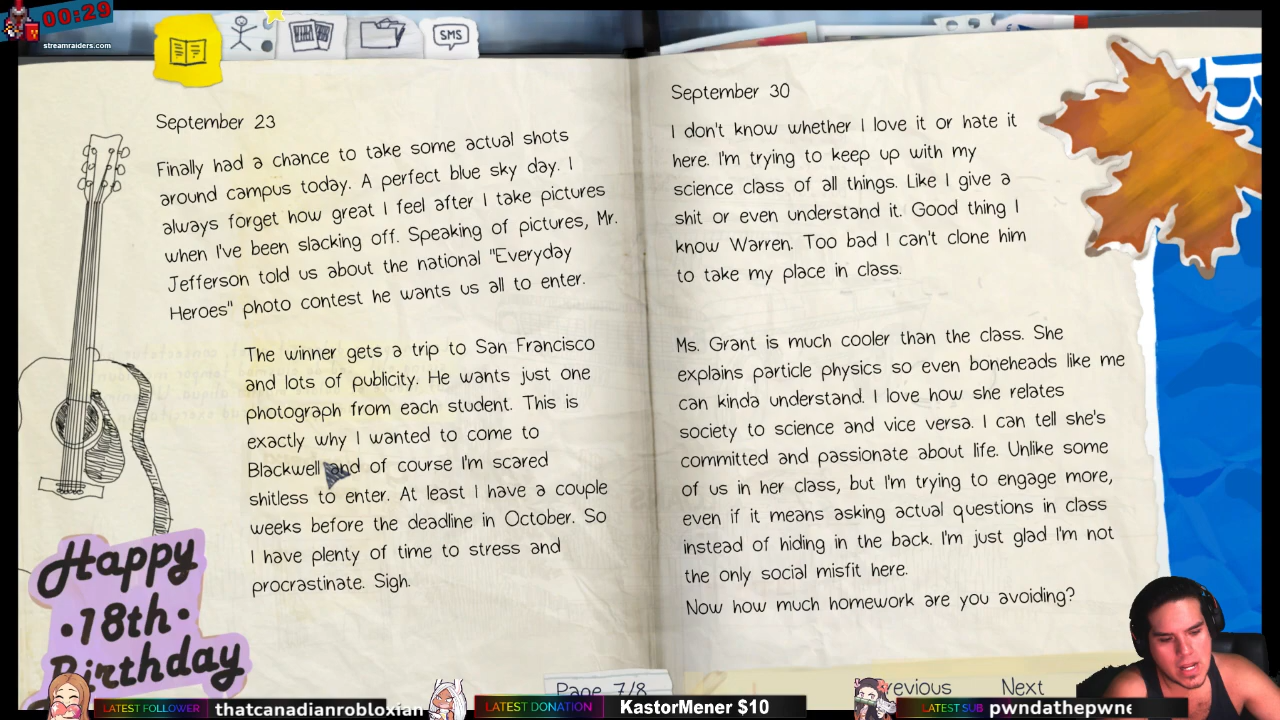 00:29
streamraiders.com
SMS
September 23
Finally had a chance to take some actual shots
around campus today. A perfect blue sky day. I
always forget how great I feel after I take pictures
when I've been slacking off. Speaking of pictures, Mr.
Jefferson told us about the national "Everyday
Heroes" photo contest he wants us all to enter.
The winner gets a trip to San Francisco
and lots of publicity. He wants just one
photograph from each student. This is
exactly why I wanted to come to
Blackwell and of course I'm scared
shitless to enter. At least I have a couple
weeks before the deadline in October. So
I have plenty of time to stress and
procrastinate. Sigh.
Happy
•18th•
Birthday
September 30
I don't know whether I love it or hate it
here. I'm trying to keep up with my
science class of all things. Like I give a
shit or even understand it. Good thing I
know Warren. Too bad I can't clone him
to take my place in class.
Ms. Grant is much cooler than the class. She
explains particle physics so even boneheads like me
can kinda understand. I love how she relates
society to science and vice versa. I can tell she's
committed and passionate about life. Unlike some
of us in her class, but I'm trying to engage more,
even if it means asking actual questions in class
instead of hiding in the back. I'm just glad I'm not
the only social misfit here.
Now how much homework are you avoiding?
Page 7/8
revious Next
LATEST FOLLOWER thatcanadianrobloxian
LATEST DONATION KastorMener $10
LATEST SUB pwndathepwne